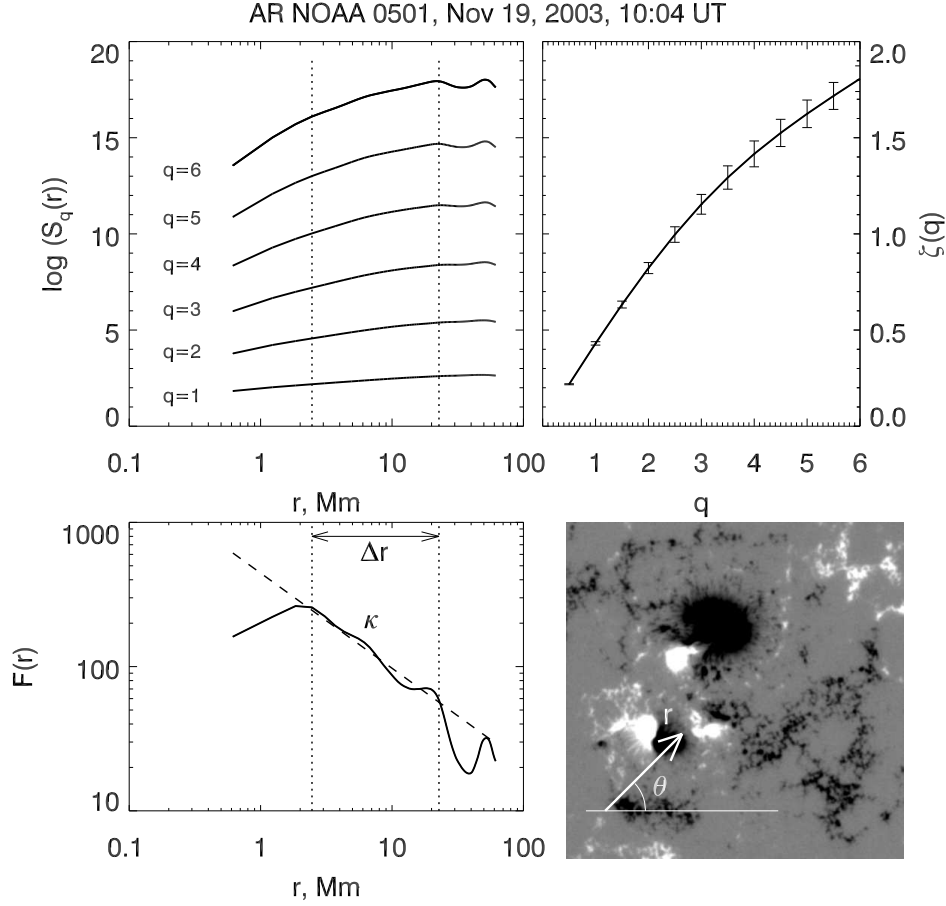 AR NOAA 0501, Nov 19, 2003, 10:04 UT
20
15
10
5
0
log (S_q(r))
q=6
q=5
q=4
q=3
q=2
q=1
0.1 1 10 100
r, Mm
2.0
1.5
1.0
0.5
0.0
ζ(q)
1 2 3 4 5 6
q
1000
100
10
F(r)
Δr
κ
0.1 1 10 100
r, Mm
r
θ